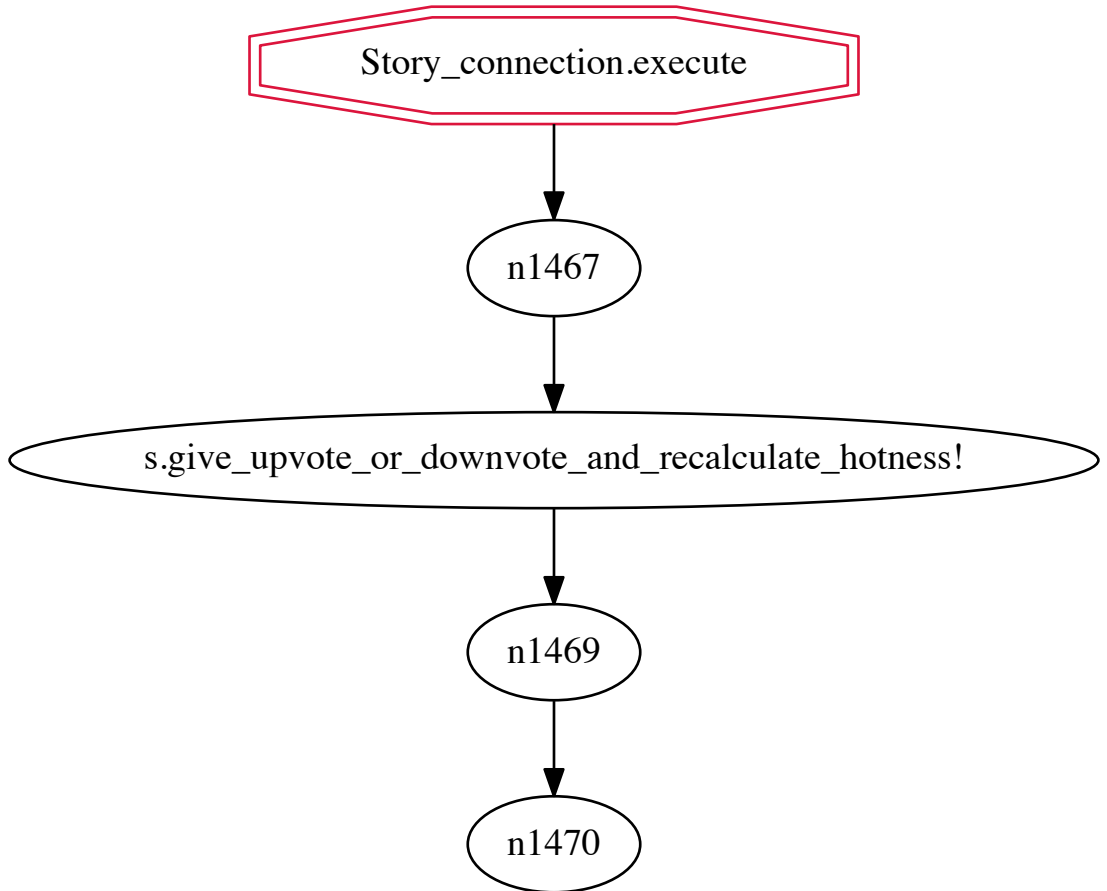 Story_connection.execute
n1467
s.give_upvote_or_downvote_and_recalculate_hotness!
n1469
n1470